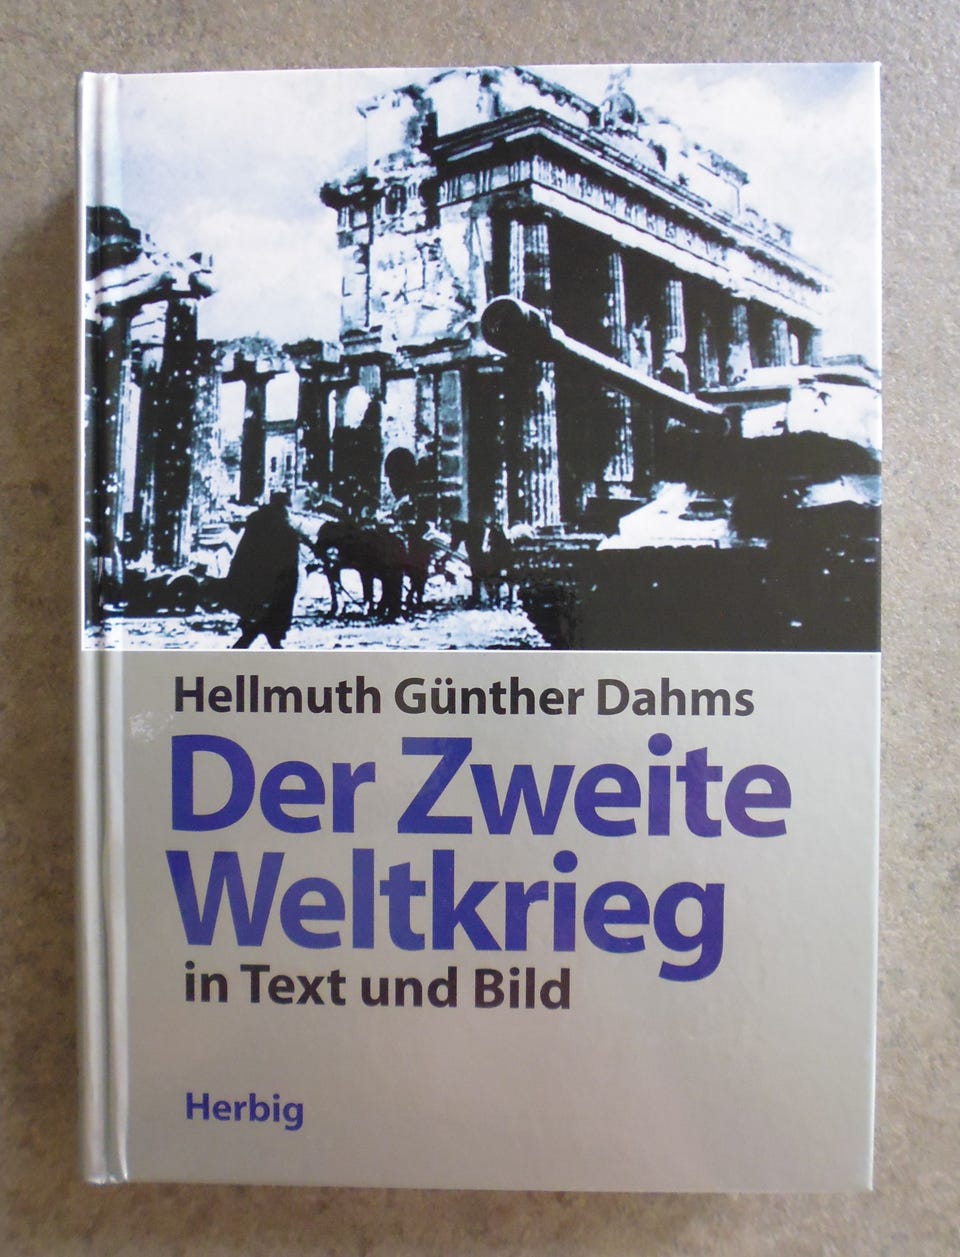 Hellmuth Günther Dahms
Der Zweite
Weltkrieg
in Text und Bild
Herbig